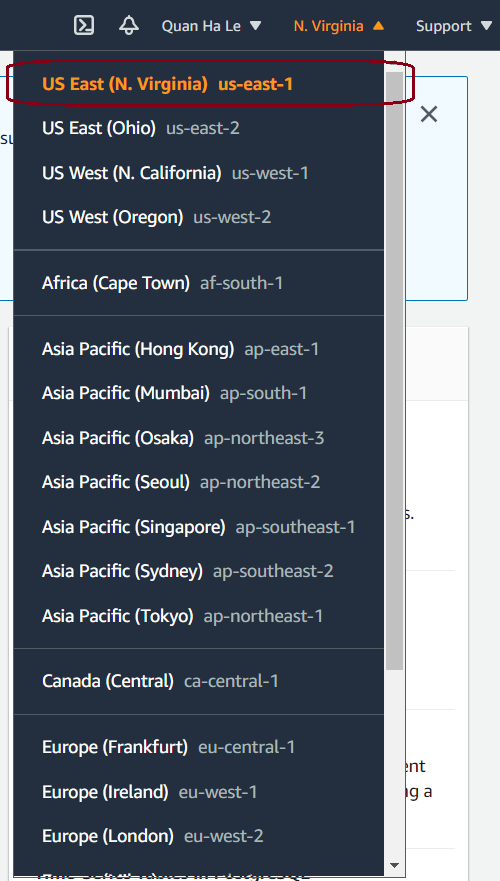 Quan Ha Le N. Virginia Support
US East (N. Virginia) us-east-1
US East (Ohio) us-east-2
US West (N. California) us-west-1
US West (Oregon) us-west-2
Africa (Cape Town) af-south-1
Asia Pacific (Hong Kong) ap-east-1
Asia Pacific (Mumbai) ap-south-1
Asia Pacific (Osaka) ap-northeast-3
Asia Pacific (Seoul) ap-northeast-2
Asia Pacific (Singapore) ap-southeast-1
s.
Asia Pacific (Sydney) ap-southeast-2
Asia Pacific (Tokyo) ap-northeast-1
Canada (Central) ca-central-1
Europe (Frankfurt) eu-central-1
ent
Europe (Ireland) eu-west-1
ng a
Europe (London) eu-west-2